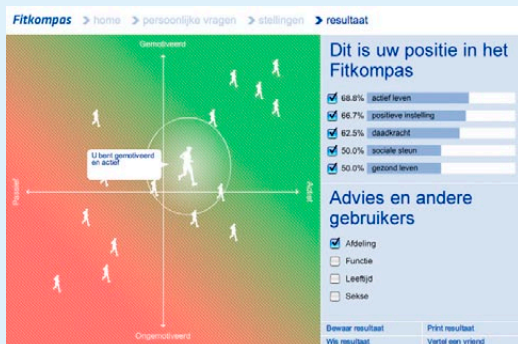 Fitkompas home persoonlijke vragen stellingen resultaat
Gemotiveerd
U bent gemotiveerd
en actief
Passief
Actief
Ongemotiveerd
Dit is uw positie in het
Fitkompas
68.8% actief leven
66.7% positieve instelling
62.5% daadkracht
50.0% sociale steun
50.0% gezond leven
Advies en andere
gebruikers
Afdeling
Functie
Leeftijd
Sekse
Bewaar resultaat Print resultaat
Wis resultaat Vertel een vriend